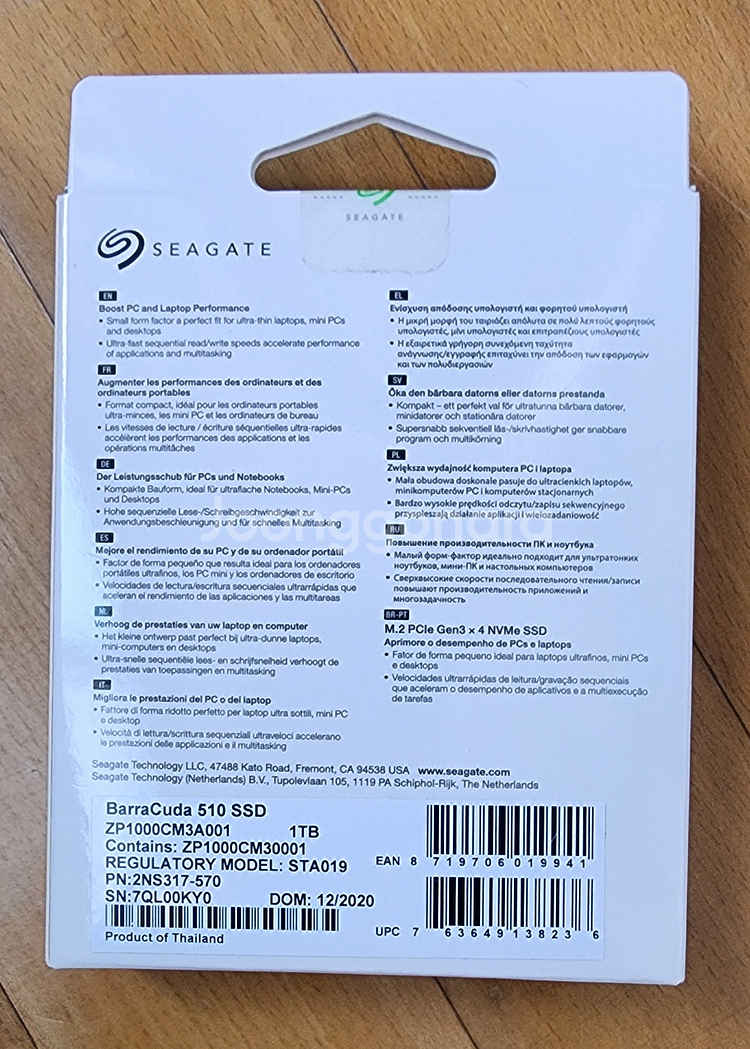 SEAGATE
SEAGATE
EN
Boost PC and Laptop Performance
• Small form factor a perfect fit for ultra-thin laptops, mini PCs
and desktops
• Ultra-fast sequential read/write speeds accelerate performance
of applications and multitasking
FR
Augmenter les performances des ordinateurs et des
ordinateurs portables
• Format compact, idéal pour les ordinateurs portables
ultra-minces, les mini PC et les ordinateurs de bureau
• Les vitesses de lecture / écriture séquentielles ultra-rapides
accélèrent les performances des applications et les
opérations multitâches
DE
Der Leistungsschub für PCs und Notebooks
• Kompakte Bauform, ideal für ultraflache Notebooks, Mini-PCs
und Desktops
• Hohe sequenzielle Lese-/Schreibgeschwindigkeit zur
Anwendungsbeschleunigung und für schnelles Multitasking
ES
Mejore el rendimiento de su PC y de su ordenador portátil
• Factor de forma pequeño que resulta ideal para los ordenadores
portátiles ultrafinos, los PC mini y los ordenadores de escritorio
• Velocidades de lectura/escritura secuenciales ultrarrápidas que
aceleran el rendimiento de las aplicaciones y las multitareas
NL
Verhoog de prestaties van uw laptop en computer
• Het kleine ontwerp past perfect bij ultra-dunne laptops,
mini-computers en desktops
• Ultra-snelle sequentiële lees- en schrijfsnelheid verhoogt de
prestaties van toepassingen en multitasking
IT
Migliora le prestazioni del PC o del laptop
• Fattore di forma ridotto perfetto per laptop ultra sottili, mini PC
e desktop
• Velocità di lettura/scrittura sequenziali ultraveloci accelerano
le prestazioni delle applicazioni e il multitasking
EL
Ενίσχυση απόδοσης υπολογιστή και φορητού υπολογιστή
• Η μικρή μορφή του ταιριάζει απόλυτα σε πολύ λεπτούς φορητούς
υπολογιστές, μίνι υπολογιστές και επιτραπέζιους υπολογιστές
• Η εξαιρετικά γρήγορη συνεχόμενη ταχύτητα
ανάγνωσης/εγγραφής επιταχύνει την απόδοση των εφαρμογών
και των πολυδιεργασιών
SV
Öka den bärbara datorns eller datorns prestanda
• Kompakt – ett perfekt val för ultratunna bärbara datorer,
minidatorer och stationära datorer
• Supersnabb sekventiell läs-/skrivhastighet ger snabbare
program och multikörning
PL
Zwiększa wydajność komputera PC i laptopa
• Mała obudowa doskonale pasuje do ultracienkich laptopów,
minikomputerów PC i komputerów stacjonarnych
• Bardzo wysokie prędkości odczytu/zapisu sekwencyjnego
przyspieszają działanie aplikacji i wielozadaniowość
RU
Повышение производительности ПК и ноутбука
• Малый форм-фактор идеально подходит для ультратонких
ноутбуков, мини-ПК и настольных компьютеров
• Сверхвысокие скорости последовательного чтения/записи
повышают производительность приложений и
многозадачность
BR-PT
M.2 PCIe Gen3 × 4 NVMe SSD
Aprimore o desempenho de PCs e laptops
• Fator de forma pequeno ideal para laptops ultrafinos, mini PCs
e desktops
• Velocidades ultrarrápidas de leitura/gravação sequenciais
que aceleram o desempenho de aplicativos e a multiexecução
de tarefas
Seagate Technology LLC, 47488 Kato Road, Fremont, CA 94538 USA www.seagate.com
Seagate Technology (Netherlands) B.V., Tupolevlaan 105, 1119 PA Schiphol-Rijk, The Netherlands
BarraCuda 510 SSD
ZP1000CM3A001 1TB
Contains: ZP1000CM30001
REGULATORY MODEL: STA019
PN:2NS317-570
SN:7QL00KY0 DOM: 12/2020
Product of Thailand
EAN 8 719706 019941
UPC 7 63649 13823 6